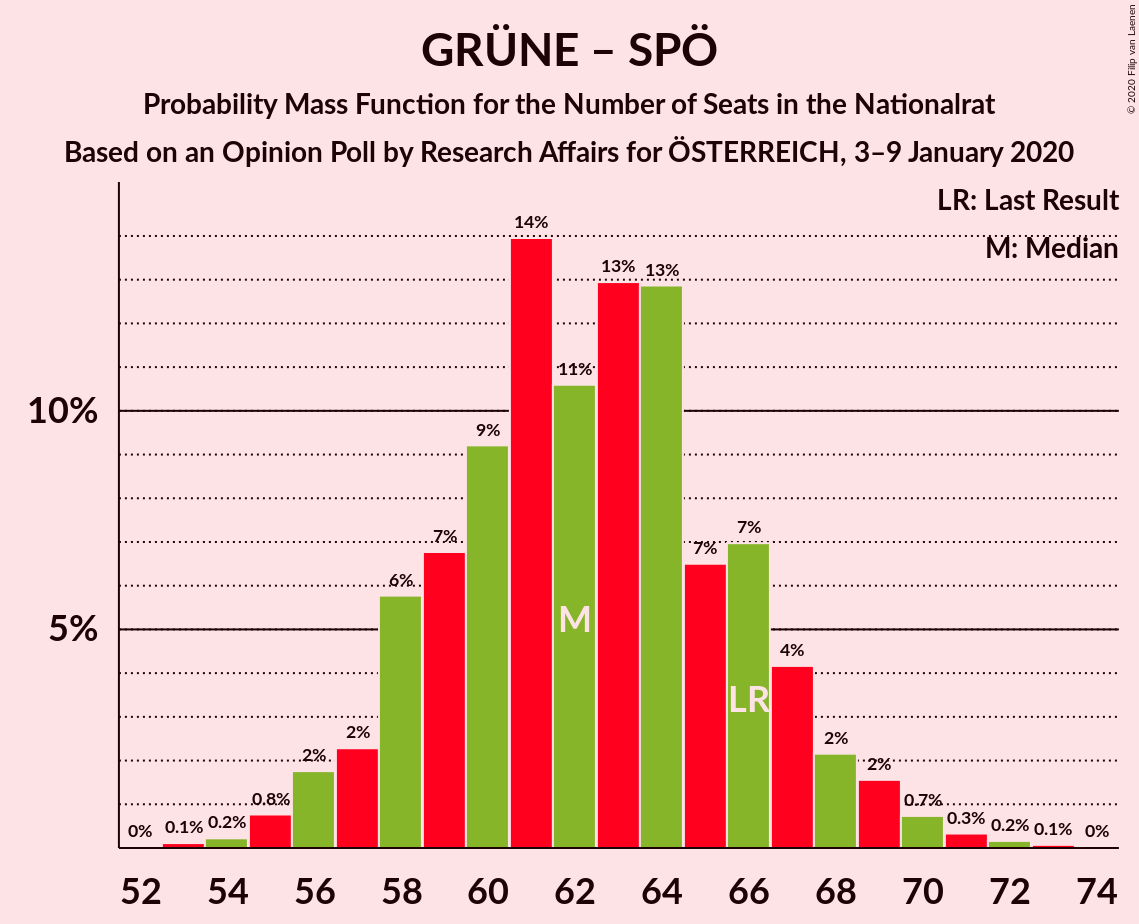 GRÜNE – SPÖ
Probability Mass Function for the Number of Seats in the Nationalrat
Based on an Opinion Poll by Research Affairs for ÖSTERREICH, 3–9 January 2020
© 2020 Filip van Laenen
LR: Last Result
M: Median
10%
5%
0%
0.1%
0.2%
0.8%
2%
2%
6%
7%
9%
14%
11%
13%
13%
7%
7%
4%
2%
2%
0.7%
0.3%
0.2%
0.1%
0%
M
LR
52 54 56 58 60 62 64 66 68 70 72 74